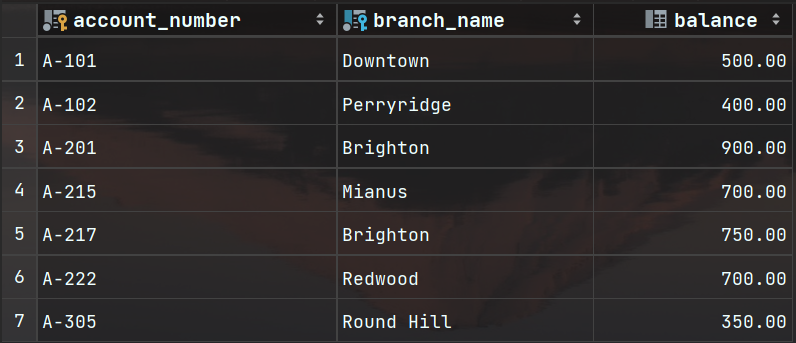 account_number branch_name balance
1 A-101 Downtown 500.00
2 A-102 Perryridge 400.00
3 A-201 Brighton 900.00
4 A-215 Mianus 700.00
5 A-217 Brighton 750.00
6 A-222 Redwood 700.00
7 A-305 Round Hill 350.00